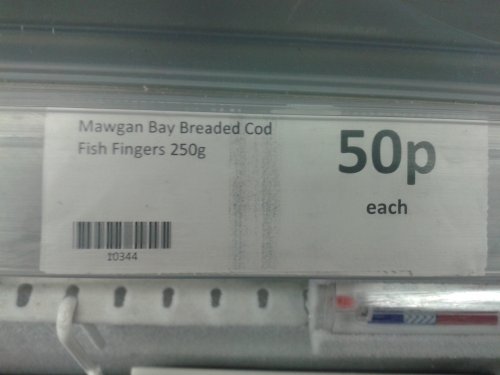 Mawgan Bay Breaded Cod
Fish Fingers 250g
50p
each
10344